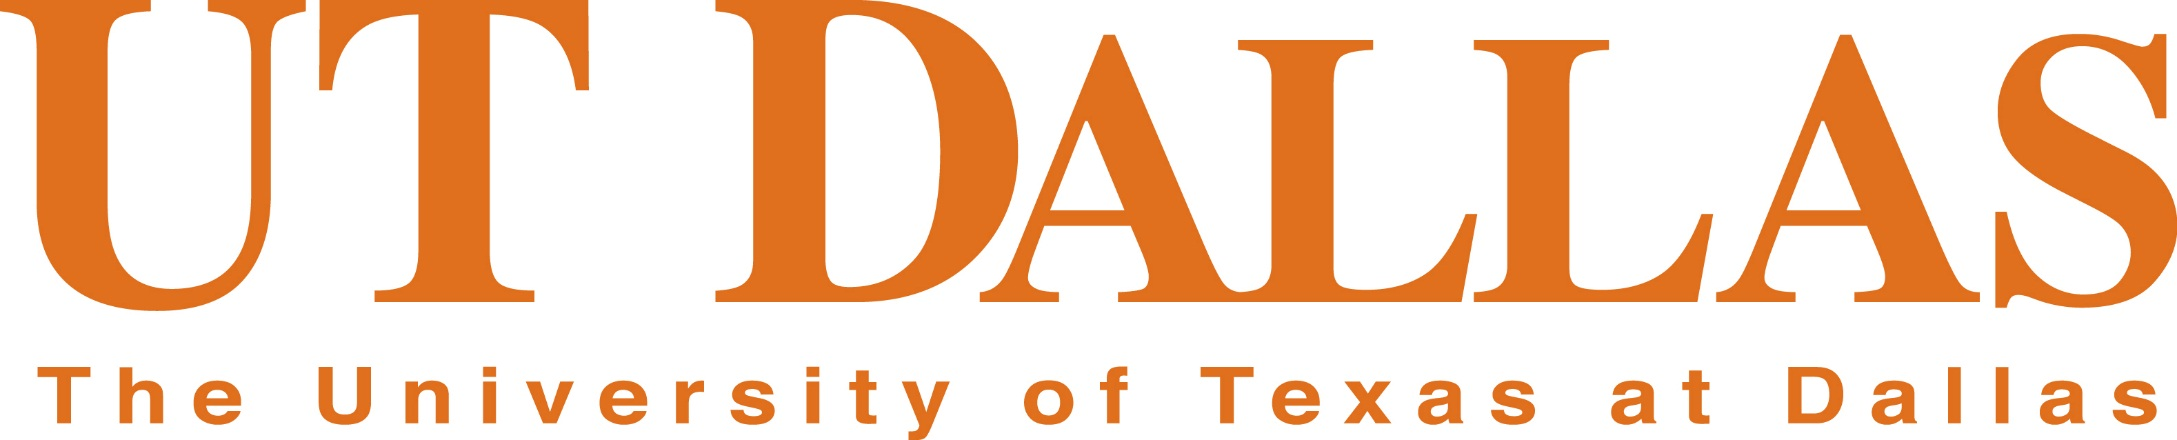 UT DALLAS
The University of Texas at Dallas